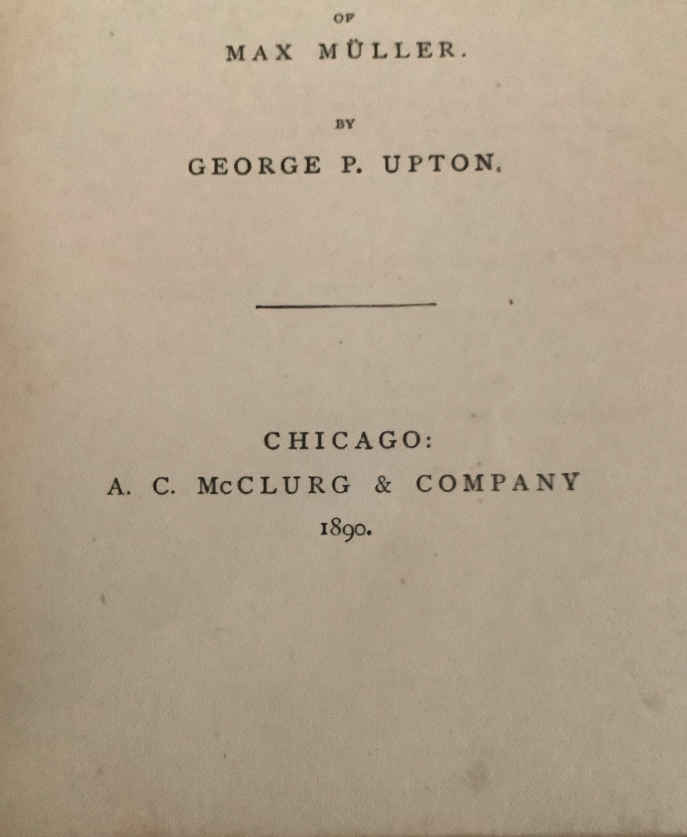 OF
MAX MÜLLER.
BY
GEORGE P. UPTON.
CHICAGO:
A. C. McCLURG & COMPANY
1890.